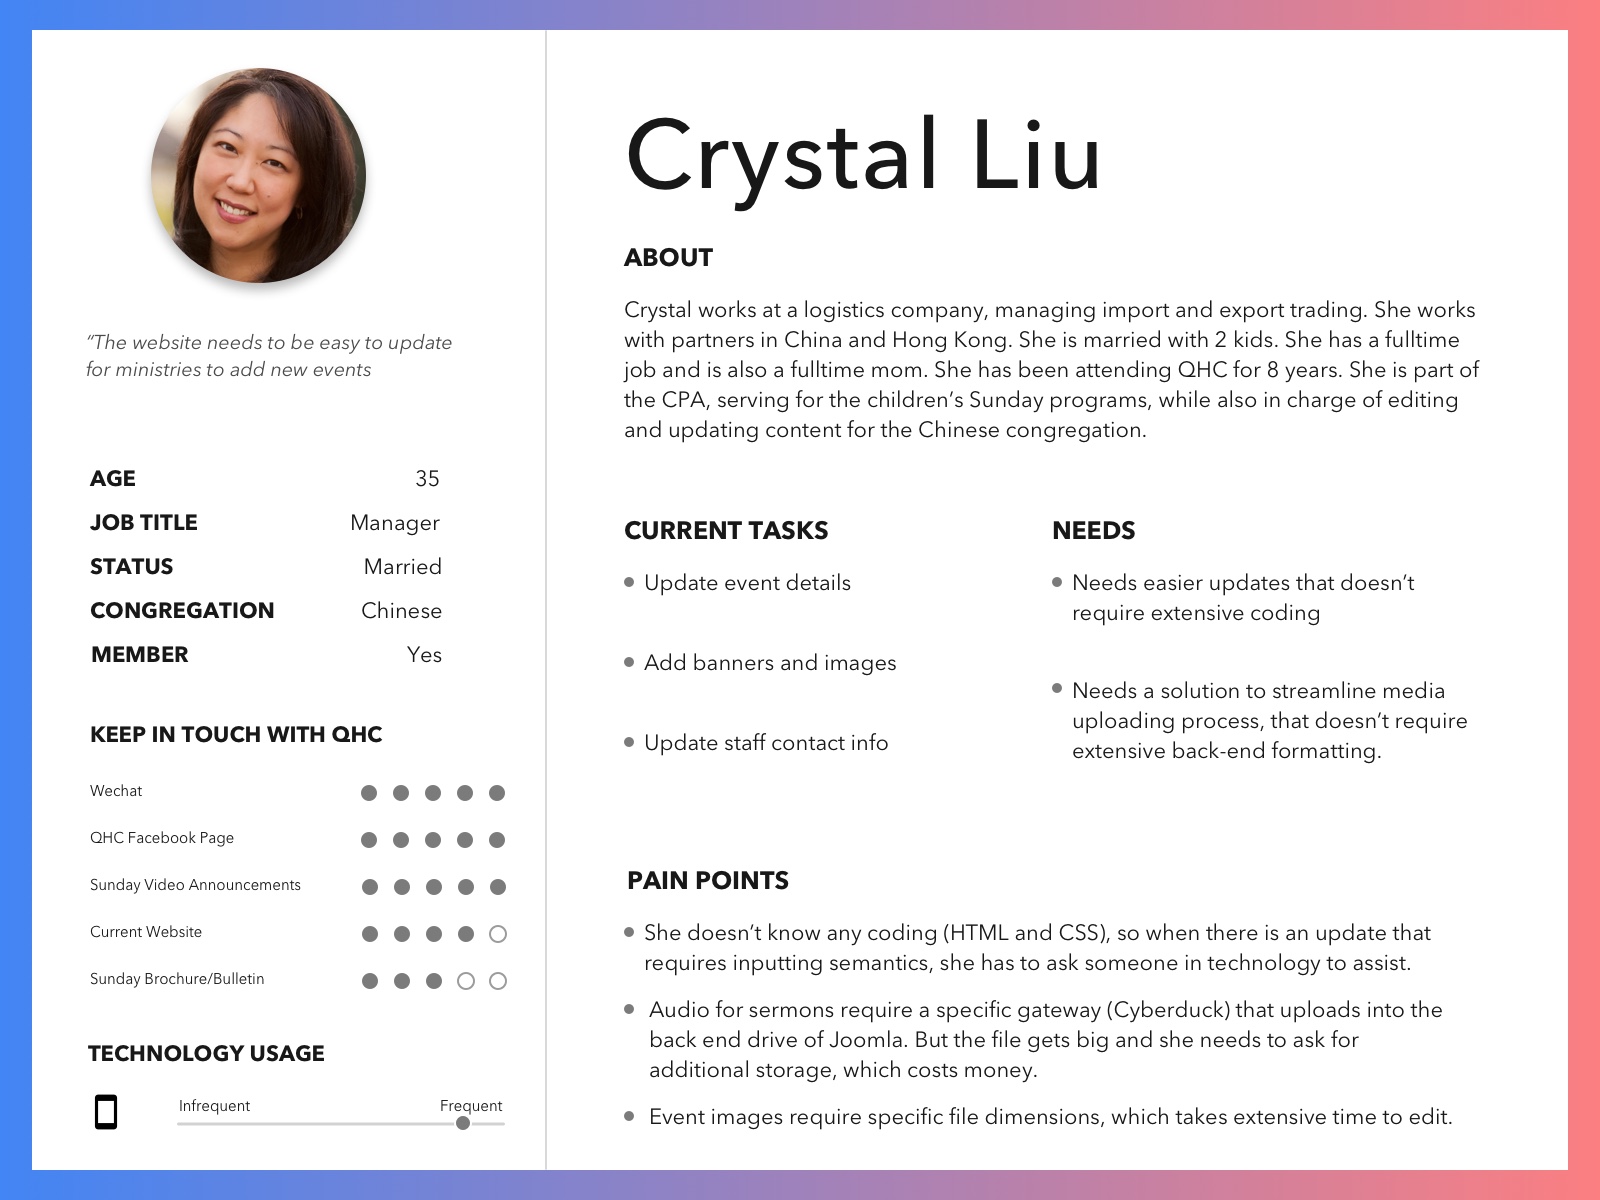 Crystal Liu
“The website needs to be easy to update
for ministries to add new events
AGE 35
JOB TITLE Manager
STATUS Married
CONGREGATION Chinese
MEMBER Yes
KEEP IN TOUCH WITH QHC
Wechat
QHC Facebook Page
Sunday Video Announcements
Current Website
Sunday Brochure/Bulletin
TECHNOLOGY USAGE
Infrequent Frequent
ABOUT
Crystal works at a logistics company, managing import and export trading. She works
with partners in China and Hong Kong. She is married with 2 kids. She has a fulltime
job and is also a fulltime mom. She has been attending QHC for 8 years. She is part of
the CPA, serving for the children’s Sunday programs, while also in charge of editing
and updating content for the Chinese congregation.
CURRENT TASKS
Update event details
Add banners and images
Update staff contact info
NEEDS
Needs easier updates that doesn’t
require extensive coding
Needs a solution to streamline media
uploading process, that doesn’t require
extensive back-end formatting.
PAIN POINTS
She doesn’t know any coding (HTML and CSS), so when there is an update that
requires inputting semantics, she has to ask someone in technology to assist.
Audio for sermons require a specific gateway (Cyberduck) that uploads into the
back end drive of Joomla. But the file gets big and she needs to ask for
additional storage, which costs money.
Event images require specific file dimensions, which takes extensive time to edit.